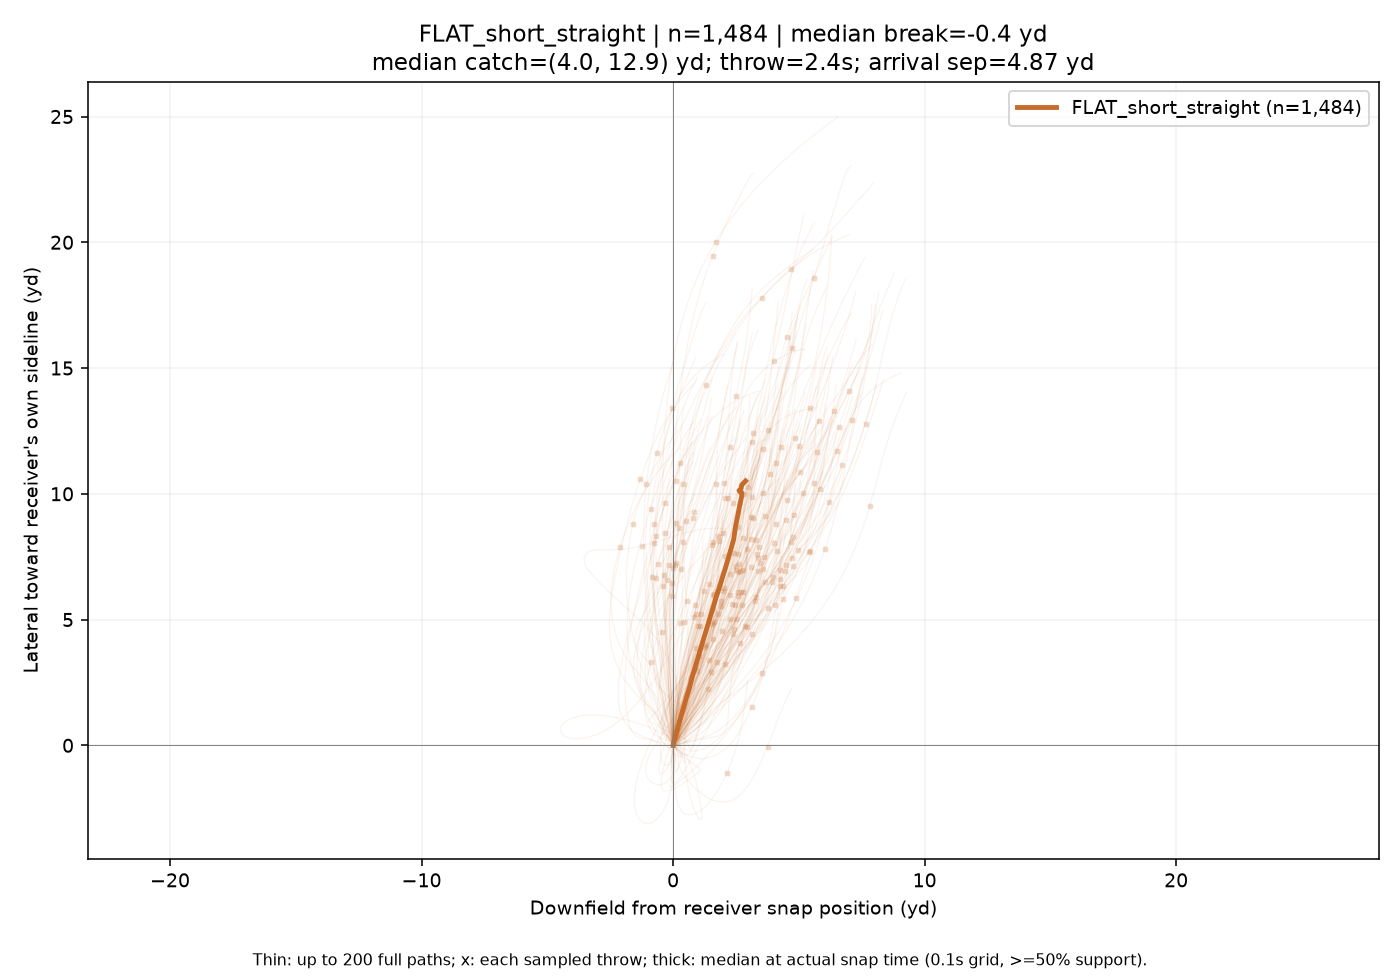 FLAT_short_straight | n=1,484 | median break=-0.4 yd
median catch=(4.0, 12.9) yd; throw=2.4s; arrival sep=4.87 yd
FLAT_short_straight (n=1,484)
25
20
15
10
5
0
Lateral toward receiver's own sideline (yd)
−20
−10
0
10
20
Downfield from receiver snap position (yd)
Thin: up to 200 full paths; x: each sampled throw; thick: median at actual snap time (0.1s grid, >=50% support).